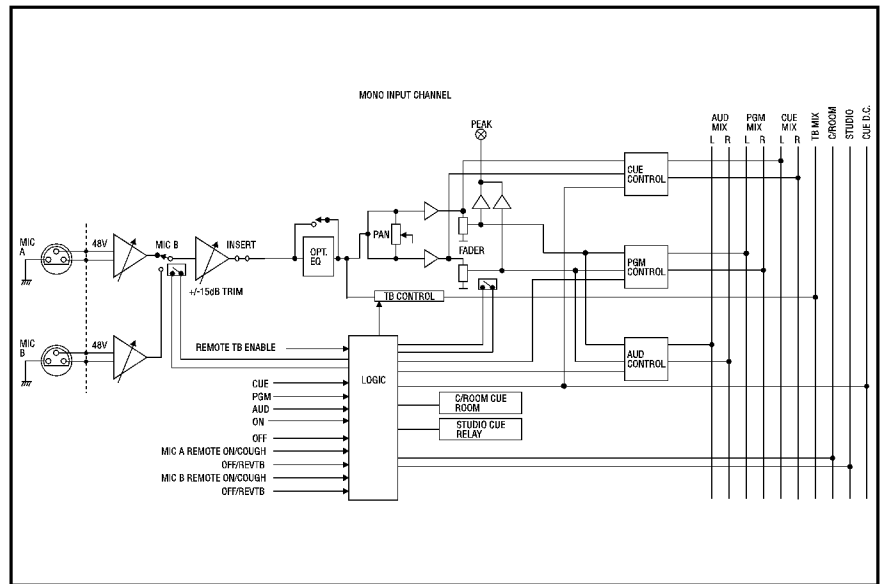 MONO INPUT CHANNEL
PEAK
AUD
MIX
L R
PGM
MIX
L R
CUE
MIX
L R
TB MIX
C/ROOM
STUDIO
CUE D.C.
CUE
CONTROL
MIC
A
48V
MIC B
INSERT
+/-15dB TRIM
OPT.
EQ
PAN
FADER
PGM
CONTROL
TB CONTROL
MIC
B
48V
REMOTE TB ENABLE
LOGIC
AUD
CONTROL
CUE
PGM
AUD
ON
OFF
MIC A REMOTE ON/COUGH
OFF/REVTB
MIC B REMOTE ON/COUGH
OFF/REVTB
C/ROOM CUE
ROOM
STUDIO CUE
RELAY